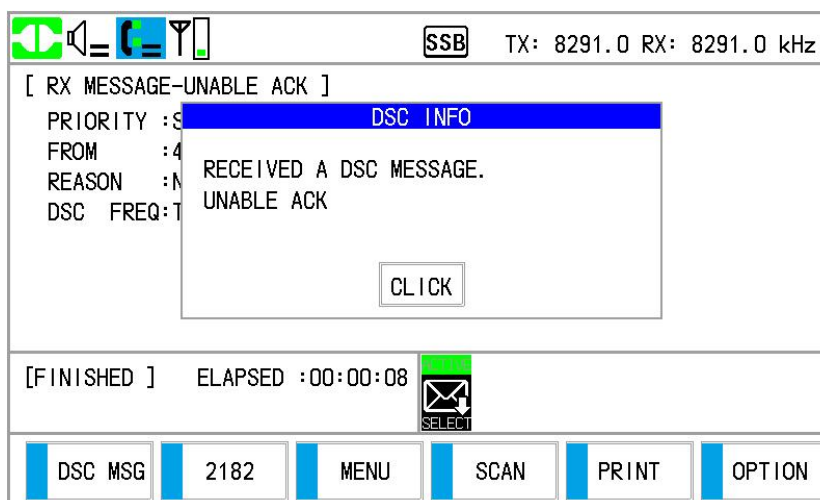 SSB TX: 8291.0 RX: 8291.0 kHz
[ RX MESSAGE-UNABLE ACK ]
PRIORITY :S
DSC INFO
FROM :4
RECEIVED A DSC MESSAGE.
REASON :N
UNABLE ACK
DSC FREQ:T
CLICK
[FINISHED ] ELAPSED :00:00:08
ACTIVE
SELECT
DSC MSG 2182 MENU SCAN PRINT OPTION